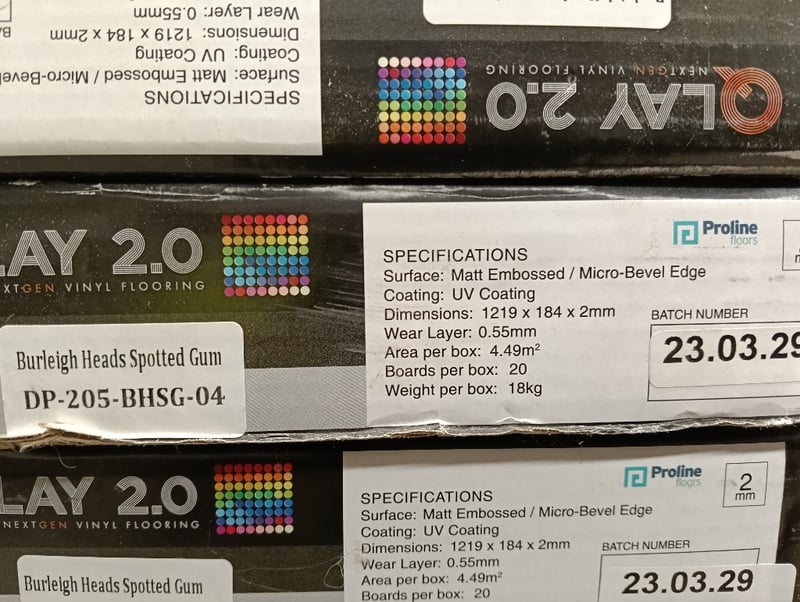 SPECIFICATIONS
Surface: Matt Embossed / Micro-Bevel
Coating: UV Coating
Dimensions: 1219 x 184 x 2mm
Wear Layer: 0.55mm
QLAY 2.0
NEXTGEN VINYL FLOORING
LAY 2.0
NEXTGEN VINYL FLOORING
Burleigh Heads Spotted Gum
DP-205-BHSG-04
Proline
floors
SPECIFICATIONS
Surface: Matt Embossed / Micro-Bevel Edge
Coating: UV Coating
Dimensions: 1219 x 184 x 2mm
Wear Layer: 0.55mm
Area per box: 4.49m²
Boards per box: 20
Weight per box: 18kg
BATCH NUMBER
23.03.29
LAY 2.0
NEXTGEN VINYL FLOORING
Burleigh Heads Spotted Gum
Proline
floors
2
mm
SPECIFICATIONS
Surface: Matt Embossed / Micro-Bevel Edge
Coating: UV Coating
Dimensions: 1219 x 184 x 2mm
Wear Layer: 0.55mm
Area per box: 4.49m²
Boards per box: 20
BATCH NUMBER
23.03.29